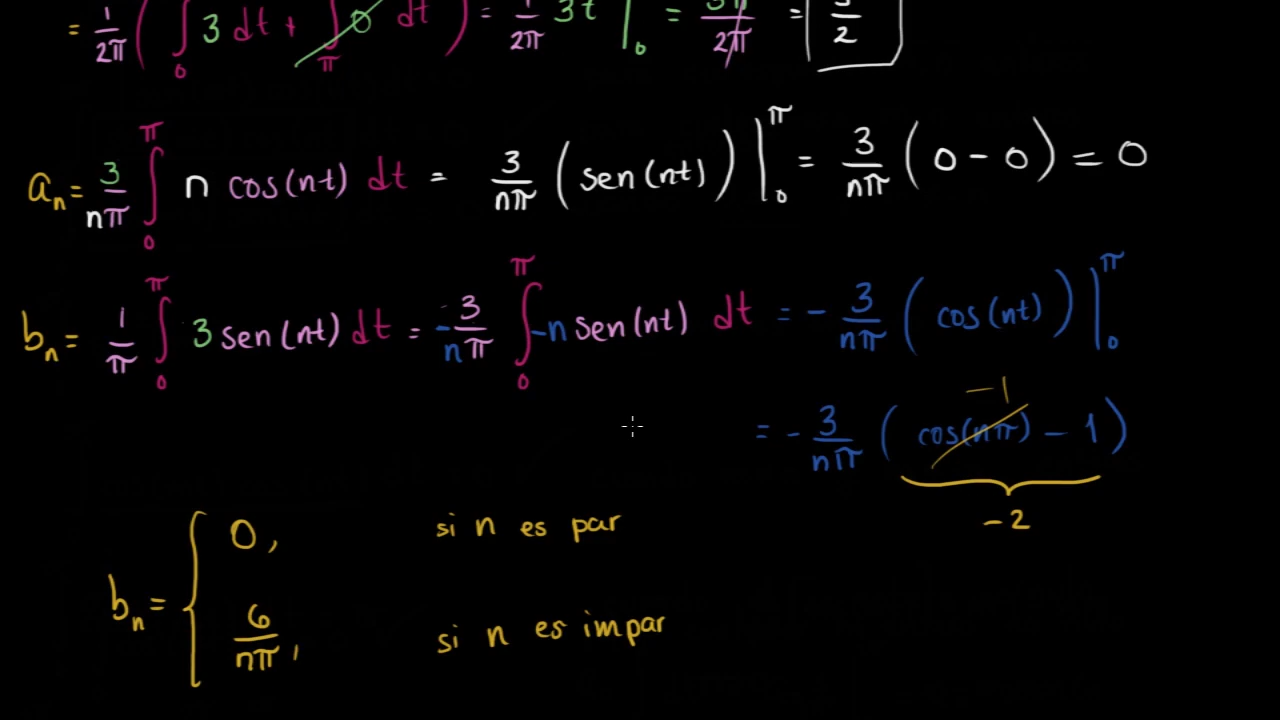 = 1/2π ( ∫₀ 3 dt + ∫_π 0 dt ) = 1/2π 3t |₀ = 3π/2π = 3/2
aₙ = 3/nπ ∫₀^π n cos(nt) dt = 3/nπ (sen(nt)) |₀^π = 3/nπ (0 - 0) = 0
bₙ = 1/π ∫₀^π 3 sen(nt) dt = -3/nπ ∫₀^π -n sen(nt) dt = - 3/nπ (cos(nt)) |₀^π
-1
= - 3/nπ (cos(nπ) - 1)
-2
bₙ = { 0, si n es par
6/nπ, si n es impar